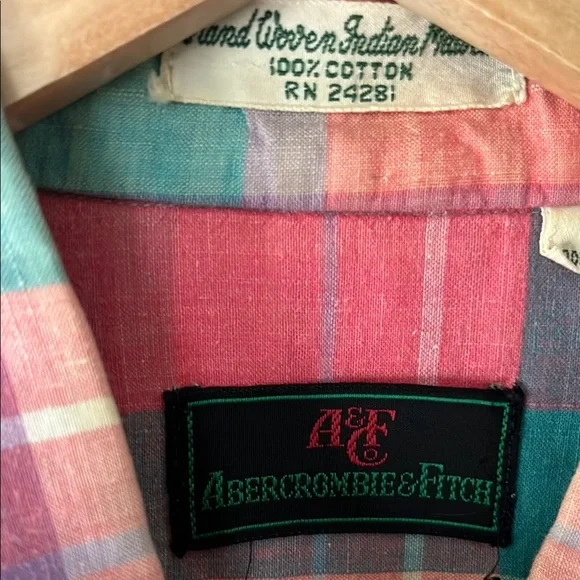 Hand Woven Indian Madras
100% COTTON
RN 24281
A&F
Co
ABERCROMBIE & FITCH